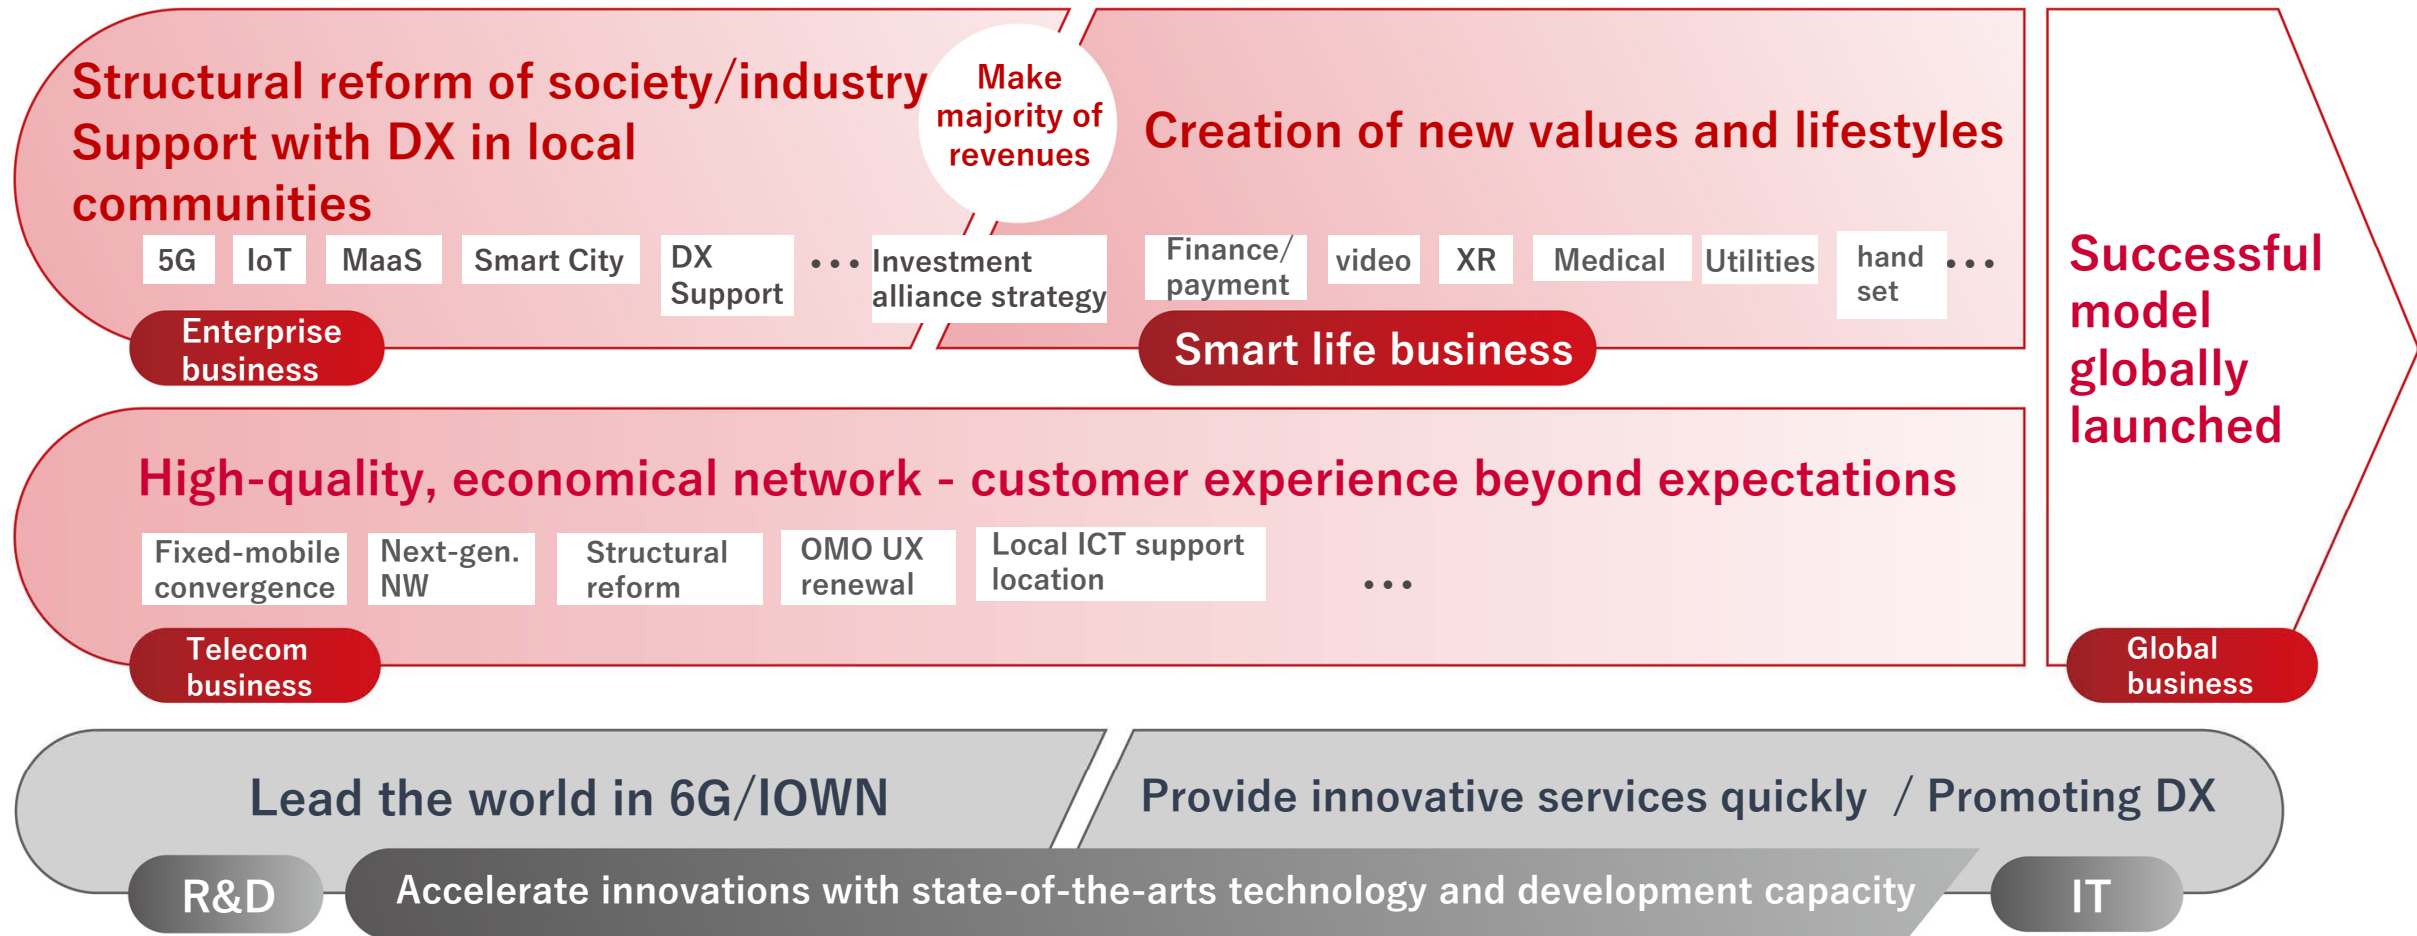 Structural reform of society/industry
Support with DX in local
communities
Make
majority of
revenues
Creation of new values and lifestyles
5G
IoT
MaaS
Smart City
DX
Support
•••
Investment
alliance strategy
Finance/
payment
video
XR
Medical
Utilities
hand
set
•••
Enterprise
business
Smart life business
Successful
model
globally
launched
High-quality, economical network - customer experience beyond expectations
Fixed-mobile
convergence
Next-gen.
NW
Structural
reform
OMO UX
renewal
Local ICT support
location
•••
Telecom
business
Global
business
Lead the world in 6G/IOWN
Provide innovative services quickly / Promoting DX
R&D
Accelerate innovations with state-of-the-arts technology and development capacity
IT